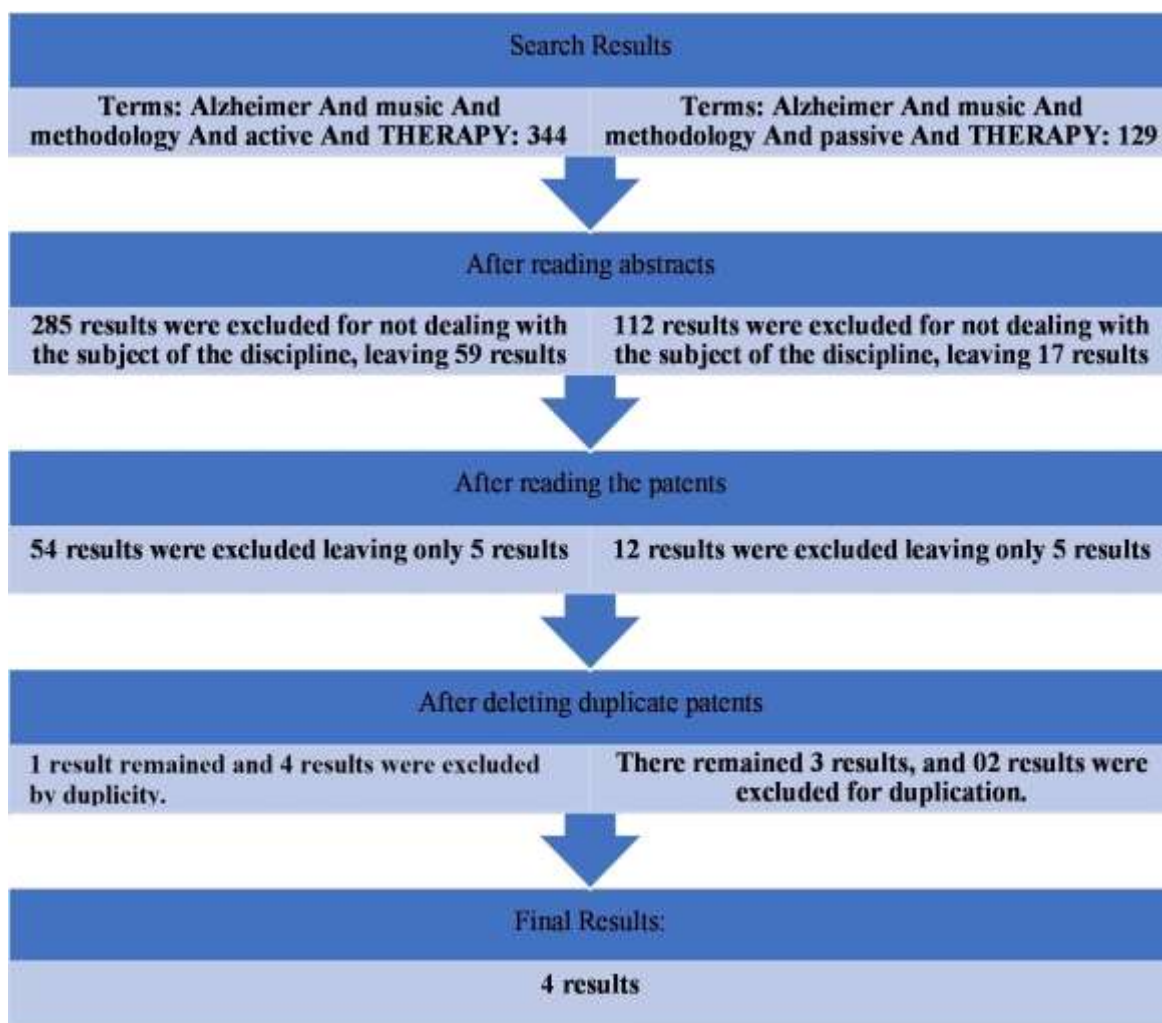 Search Results
Terms: Alzheimer And music And
methodology And active And THERAPY: 344
Terms: Alzheimer And music And
methodology And passive And THERAPY: 129
After reading abstracts
285 results were excluded for not dealing with
the subject of the discipline, leaving 59 results
112 results were excluded for not dealing with
the subject of the discipline, leaving 17 results
After reading the patents
54 results were excluded leaving only 5 results
12 results were excluded leaving only 5 results
After deleting duplicate patents
1 result remained and 4 results were excluded
by duplicity.
There remained 3 results, and 02 results were
excluded for duplication.
Final Results:
4 results